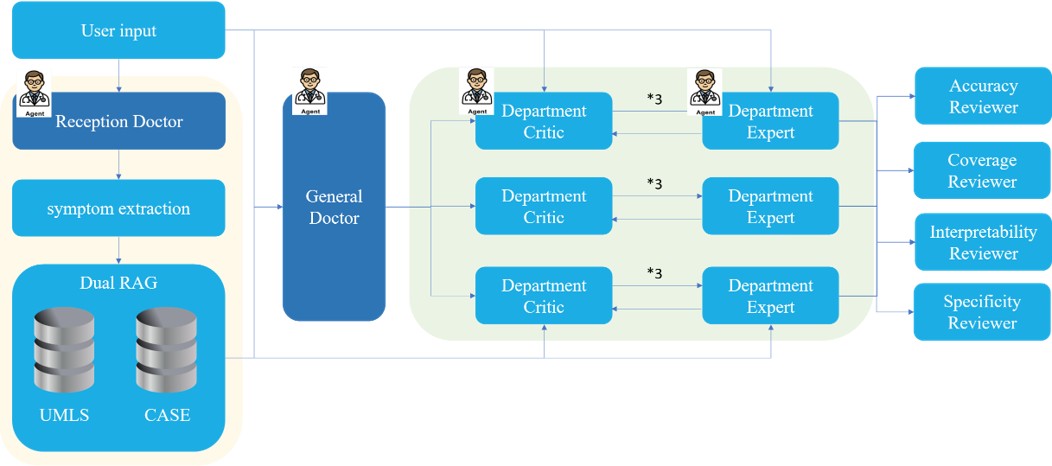 User input
Agent
Reception Doctor
symptom extraction
Dual RAG
UMLS
CASE
Agent
General
Doctor
Agent
Department
Critic
*3
Agent
Department
Expert
Department
Critic
*3
Department
Expert
Department
Critic
*3
Department
Expert
Accuracy
Reviewer
Coverage
Reviewer
Interpretability
Reviewer
Specificity
Reviewer